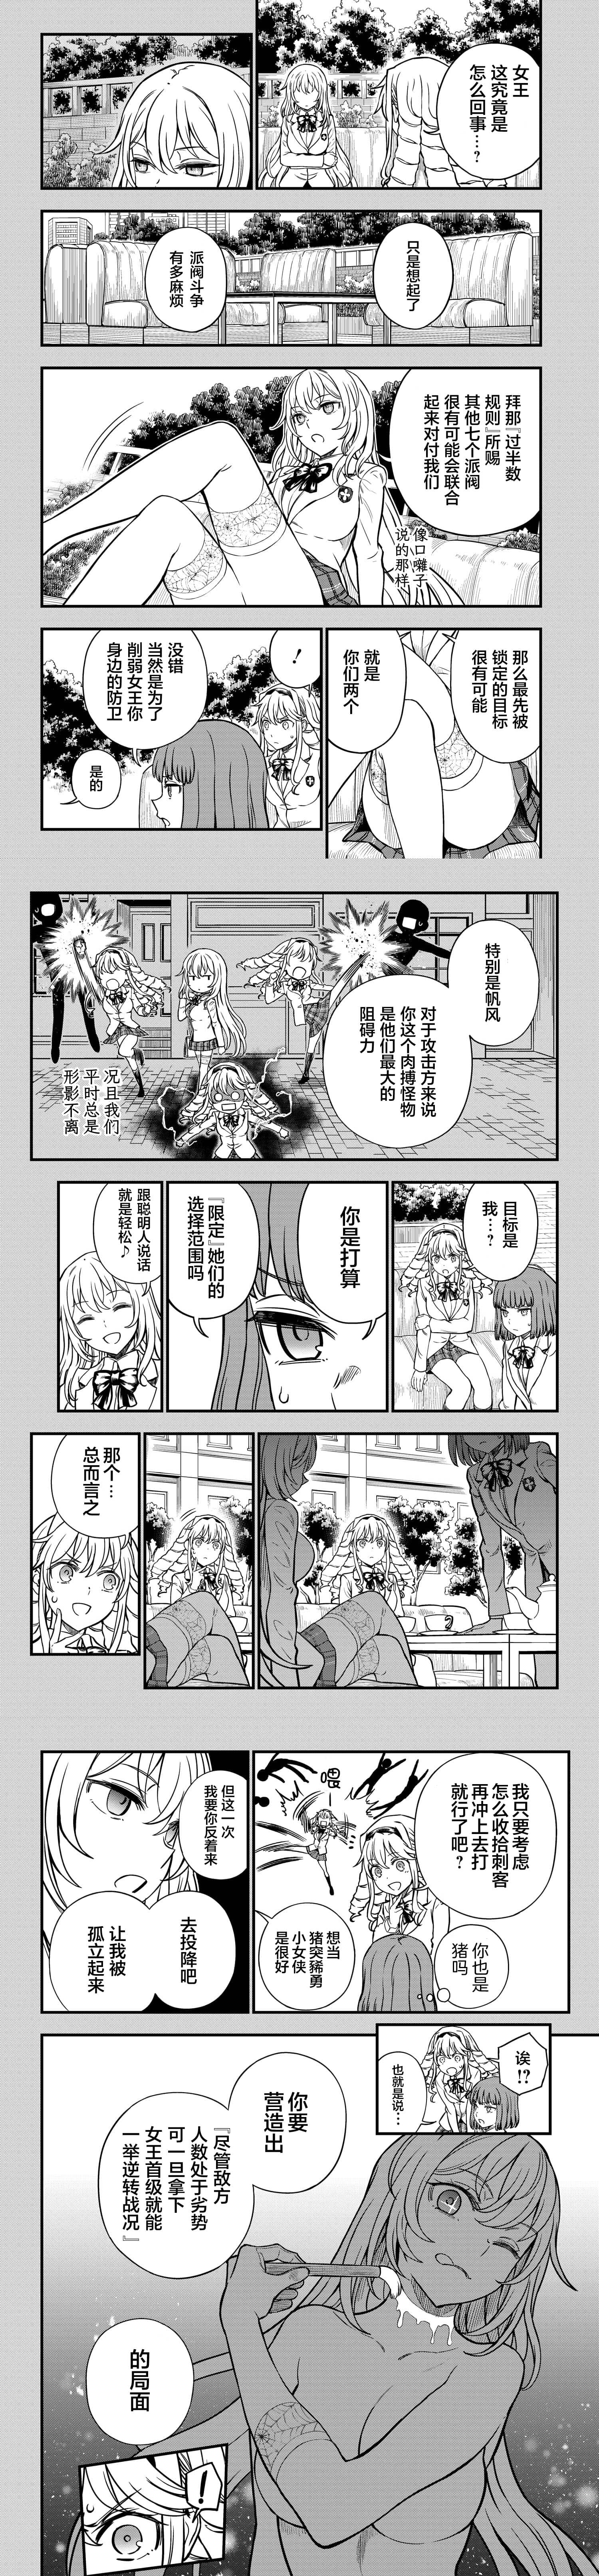 女王
这究竟是
怎么回事…？
只是想起了
派阀斗争
有多麻烦
拜那『过半数
规则』所赐
其他七个派阀
很有可能会联合
起来对付我们
像口囃子
说的那样
那么最先被
锁定的目标
很有可能
就是
你们两个
！
没错
当然是为了
削弱女王你
身边的防卫
是的
特别是帆风
对于攻击方来说
你这个肉搏怪物
是他们最大的
阻碍力
况且我们
平时总是
形影不离
目标是
我…？
你是打算
『限定』她们的
选择范围吗
跟聪明人说话
就是轻松♪
那个…
总而言之
我只要考虑
怎么收拾刺客
再冲上去打
就行了吧？
喂
你也是
猪吗
想当
猪突豨勇
小女侠
是很好
但这一次
我要你反着来
去投降吧
让我被
孤立起来
诶！？
也就是说…
你要
营造出
『尽管敌方
人数处于劣势
可一旦拿下
女王首级就能
一举逆转战况』
的局面
！